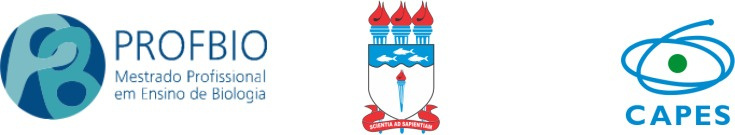 PROFBIO
Mestrado Profissional
em Ensino de Biologia
SCIENTIA AD SAPIENTIAM
CAPES